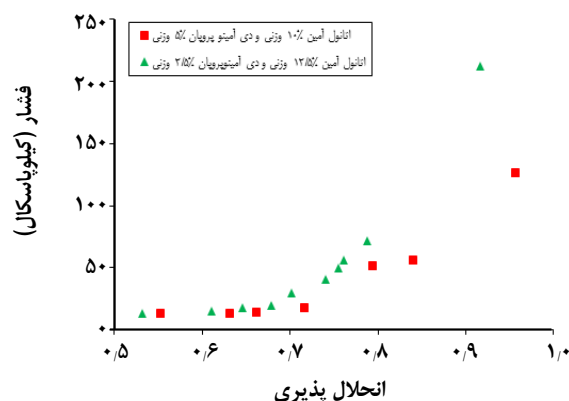 ۲۵۰
۲۰۰
۱۵۰
۱۰۰
۵۰
۰
فشار (کیلوپاسکال)
اتانول آمین ۱۰٪ وزنی و دی آمینو پروپان ۵٪ وزنی
اتانول آمین ۱۲/۵٪ وزنی و دی آمینوپروپان ۲/۵٪ وزنی
۰٫۵ ۰٫۶ ۰٫۷ ۰٫۸ ۰٫۹ ۱٫۰
انحلال پذیری